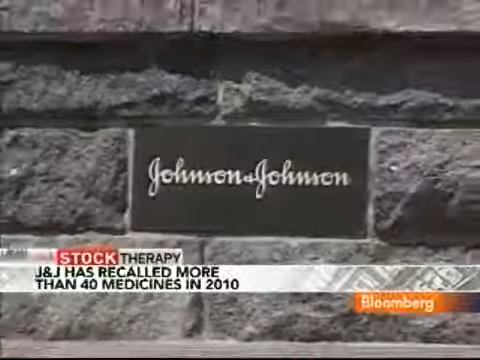 Johnson & Johnson
STOCK THERAPY
J&J HAS RECALLED MORE
THAN 40 MEDICINES IN 2010
Bloomberg